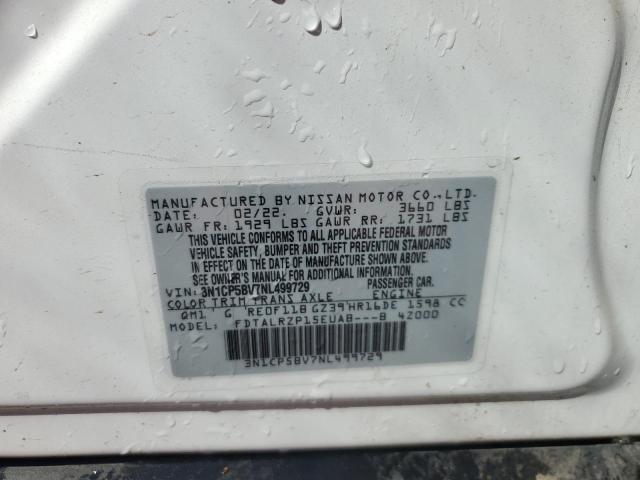 MANUFACTURED BY NISSAN MOTOR CO.,LTD.
DATE: 02/22. GVWR: 3660 LBS
GAWR FR: 1929 LBS GAWR RR: 1731 LBS
THIS VEHICLE CONFORMS TO ALL APPLICABLE FEDERAL MOTOR
VEHICLE SAFETY, BUMPER AND THEFT PREVENTION STANDARDS
IN EFFECT ON THE DATE OF MANUFACTURE SHOWN ABOVE.
SEE OWNER'S MANUAL FOR ADDITIONAL INFORMATION.
VIN: 3N1CP5BV7NL499729 PASSENGER CAR.
COLOR TRIM TRANS AXLE ENGINE
QM1 G RE0F11B GZ39 HR16DE 1598 CC
MODEL: FDTALRZP15EUAB---B 4Z000
3N1CP5BV7NL499729